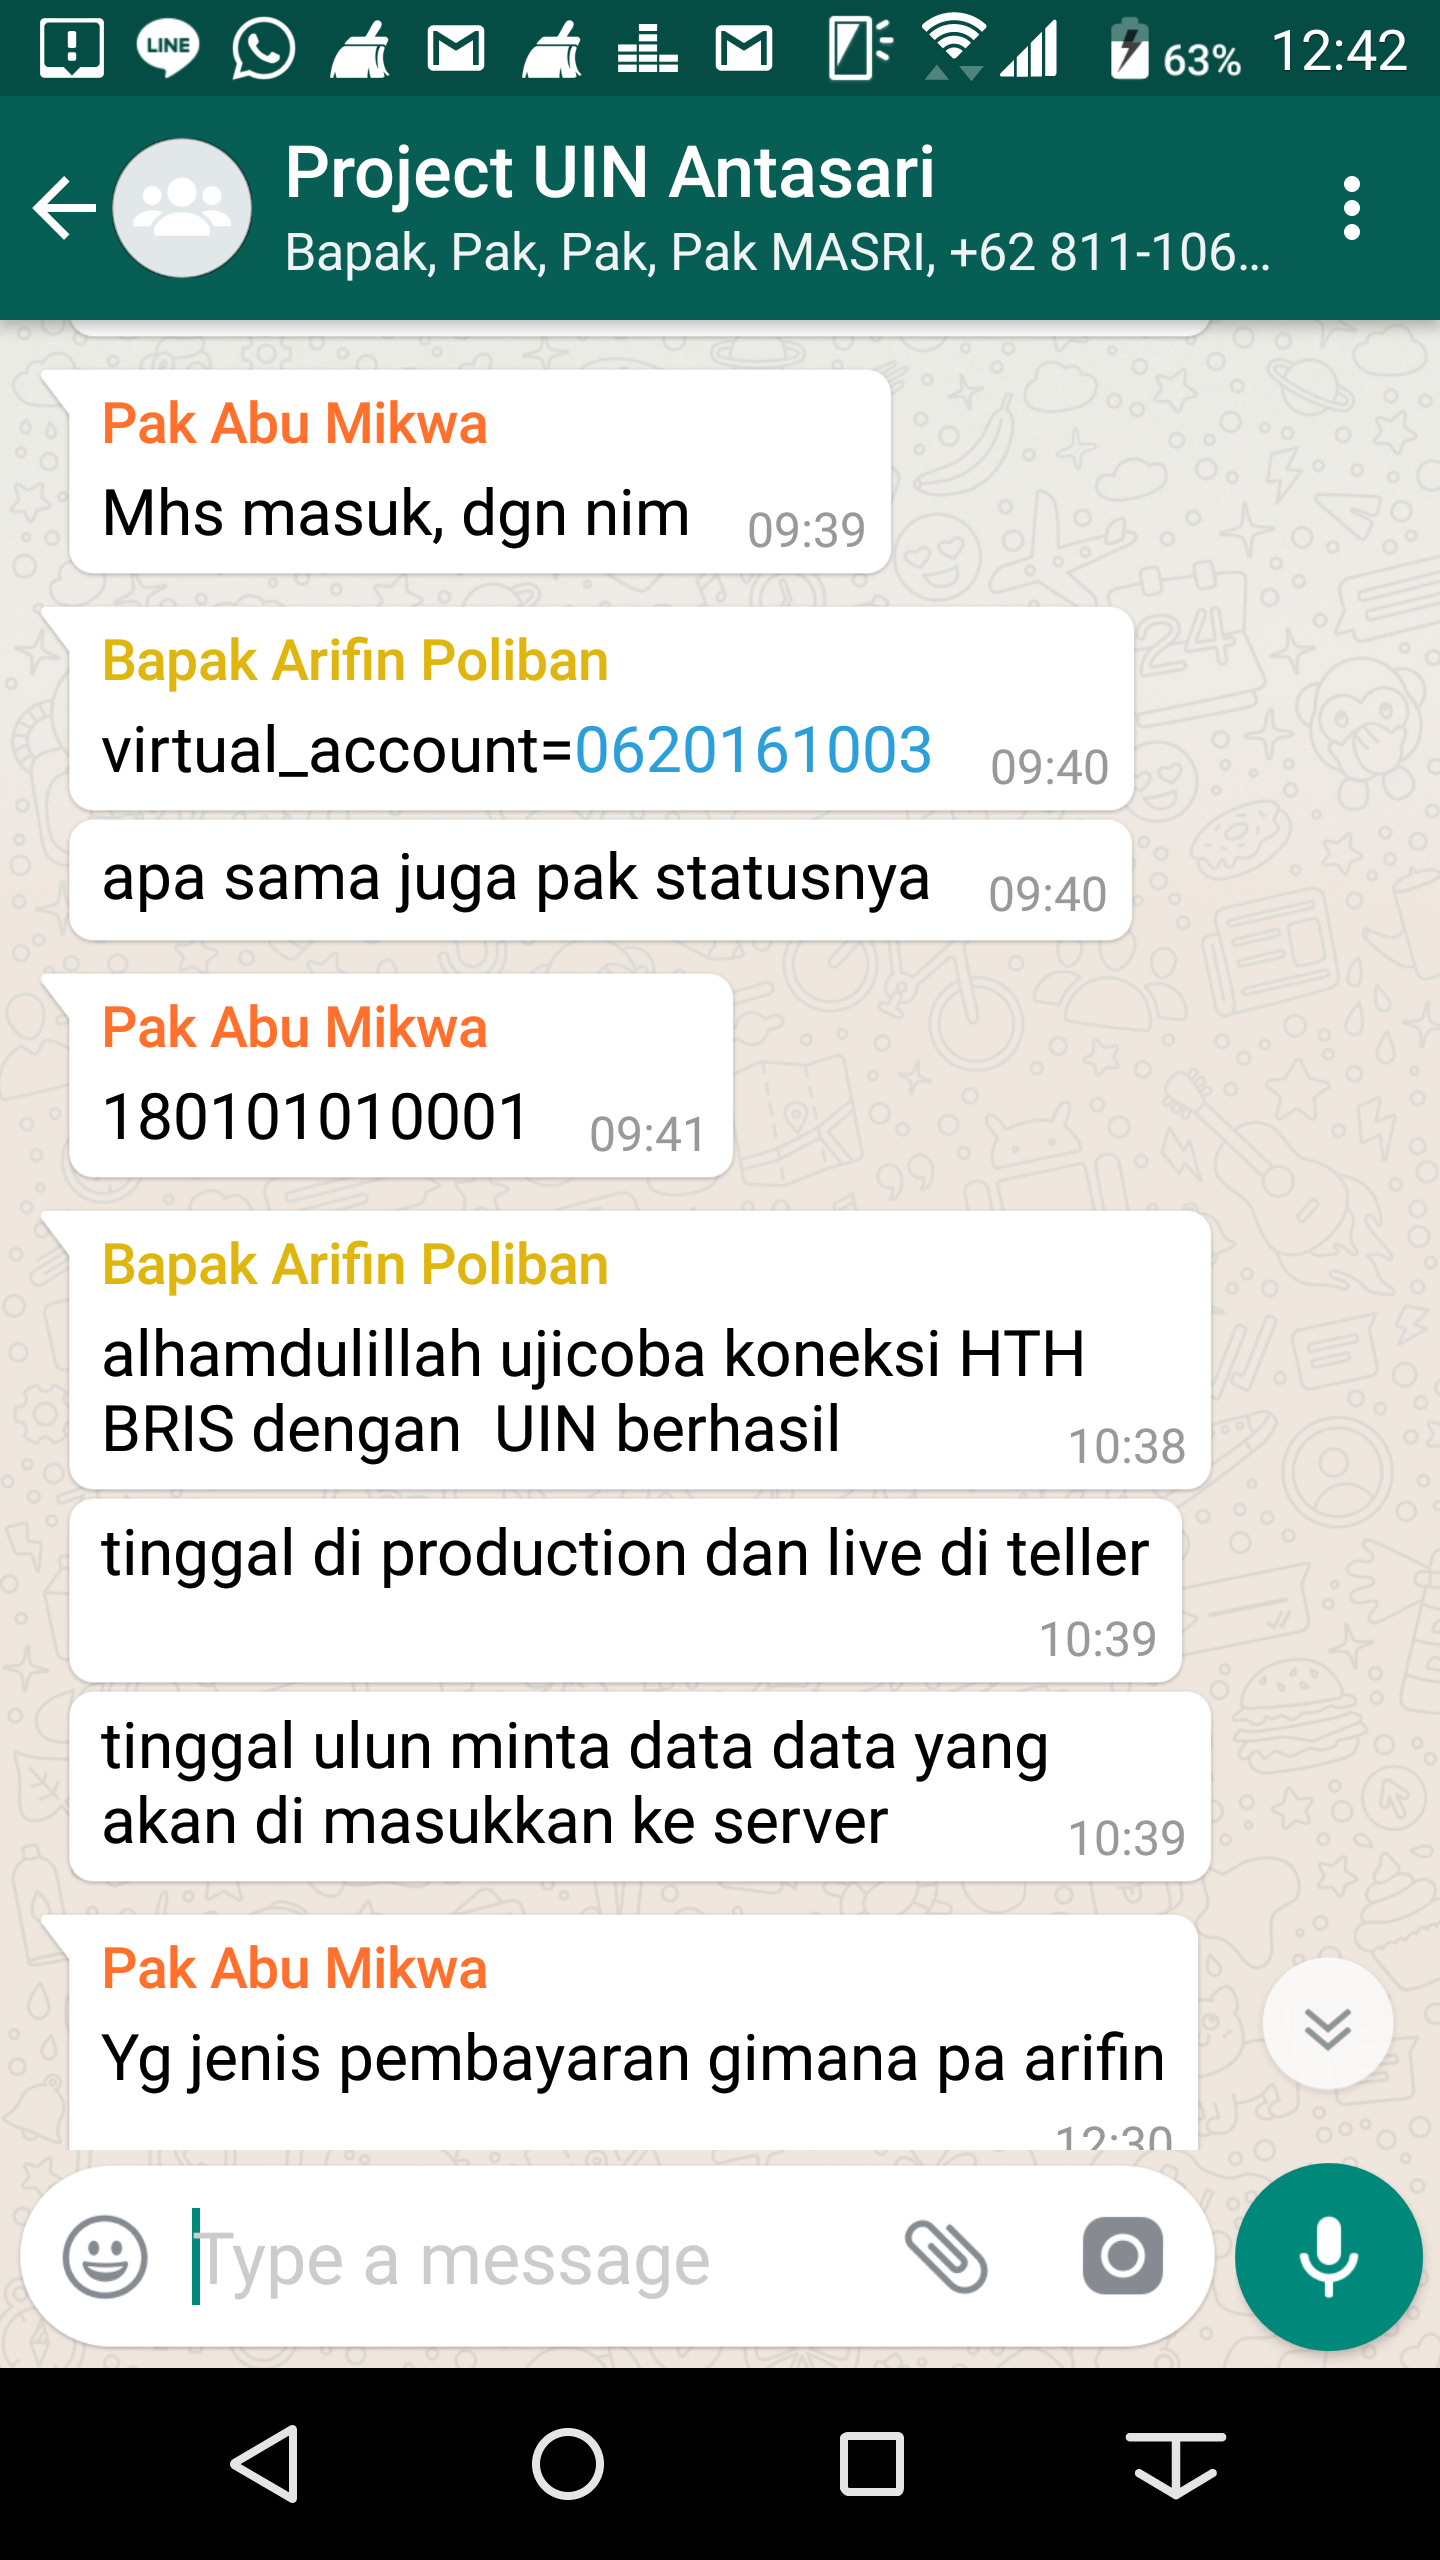 LINE
63% 12:42
Project UIN Antasari
Bapak, Pak, Pak, Pak MASRI, +62 811-106...
Pak Abu Mikwa
Mhs masuk, dgn nim 09:39
Bapak Arifin Poliban
virtual_account=0620161003 09:40
apa sama juga pak statusnya 09:40
Pak Abu Mikwa
180101010001 09:41
Bapak Arifin Poliban
alhamdulillah ujicoba koneksi HTH
BRIS dengan  UIN berhasil 10:38
tinggal di production dan live di teller
10:39
tinggal ulun minta data data yang
akan di masukkan ke server 10:39
Pak Abu Mikwa
Yg jenis pembayaran gimana pa arifin
12:30
Type a message